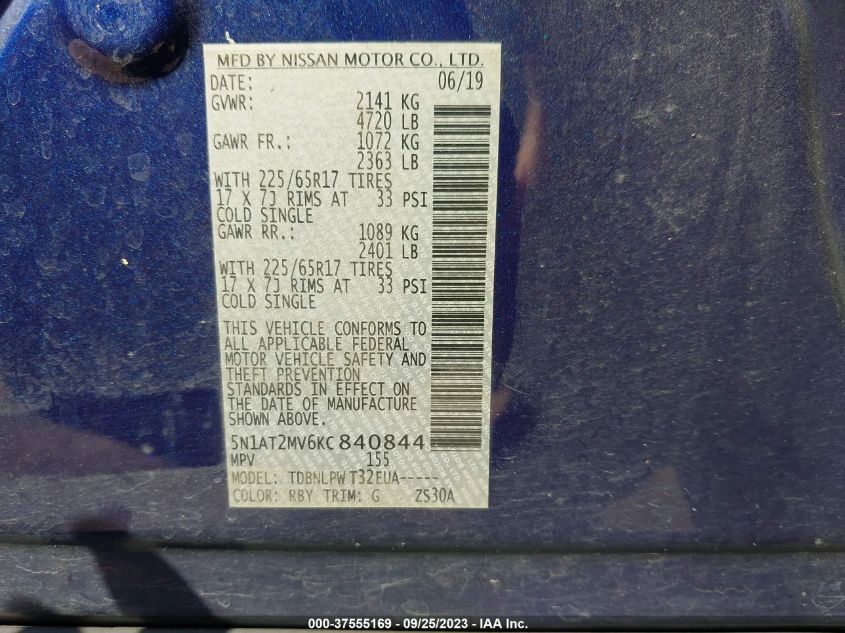 MFD BY NISSAN MOTOR CO., LTD.
DATE: 06/19
GVWR: 2141 KG
4720 LB
GAWR FR.: 1072 KG
2363 LB
WITH 225/65R17 TIRES
17 X 7J RIMS AT 33 PSI
COLD SINGLE
GAWR RR.: 1089 KG
2401 LB
WITH 225/65R17 TIRES
17 X 7J RIMS AT 33 PSI
COLD SINGLE
THIS VEHICLE CONFORMS TO
ALL APPLICABLE FEDERAL
MOTOR VEHICLE SAFETY AND
THEFT PREVENTION
STANDARDS IN EFFECT ON
THE DATE OF MANUFACTURE
SHOWN ABOVE.
5N1AT2MV6KC840844
MPV 155
MODEL: TDBNLPW T32EUA-----
COLOR: RBY TRIM: G ZS30A
000-37555169 - 09/25/2023 - IAA Inc.